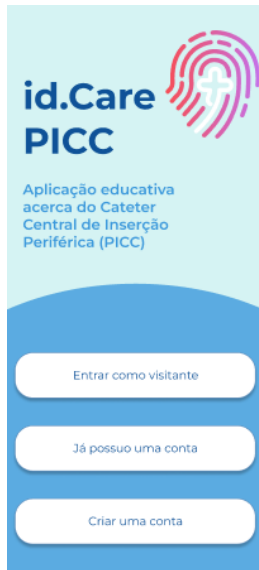 id.Care
PICC
Aplicação educativa
acerca do Cateter
Central de Inserção
Periférica (PICC)
Entrar como visitante
Já possuo uma conta
Criar uma conta